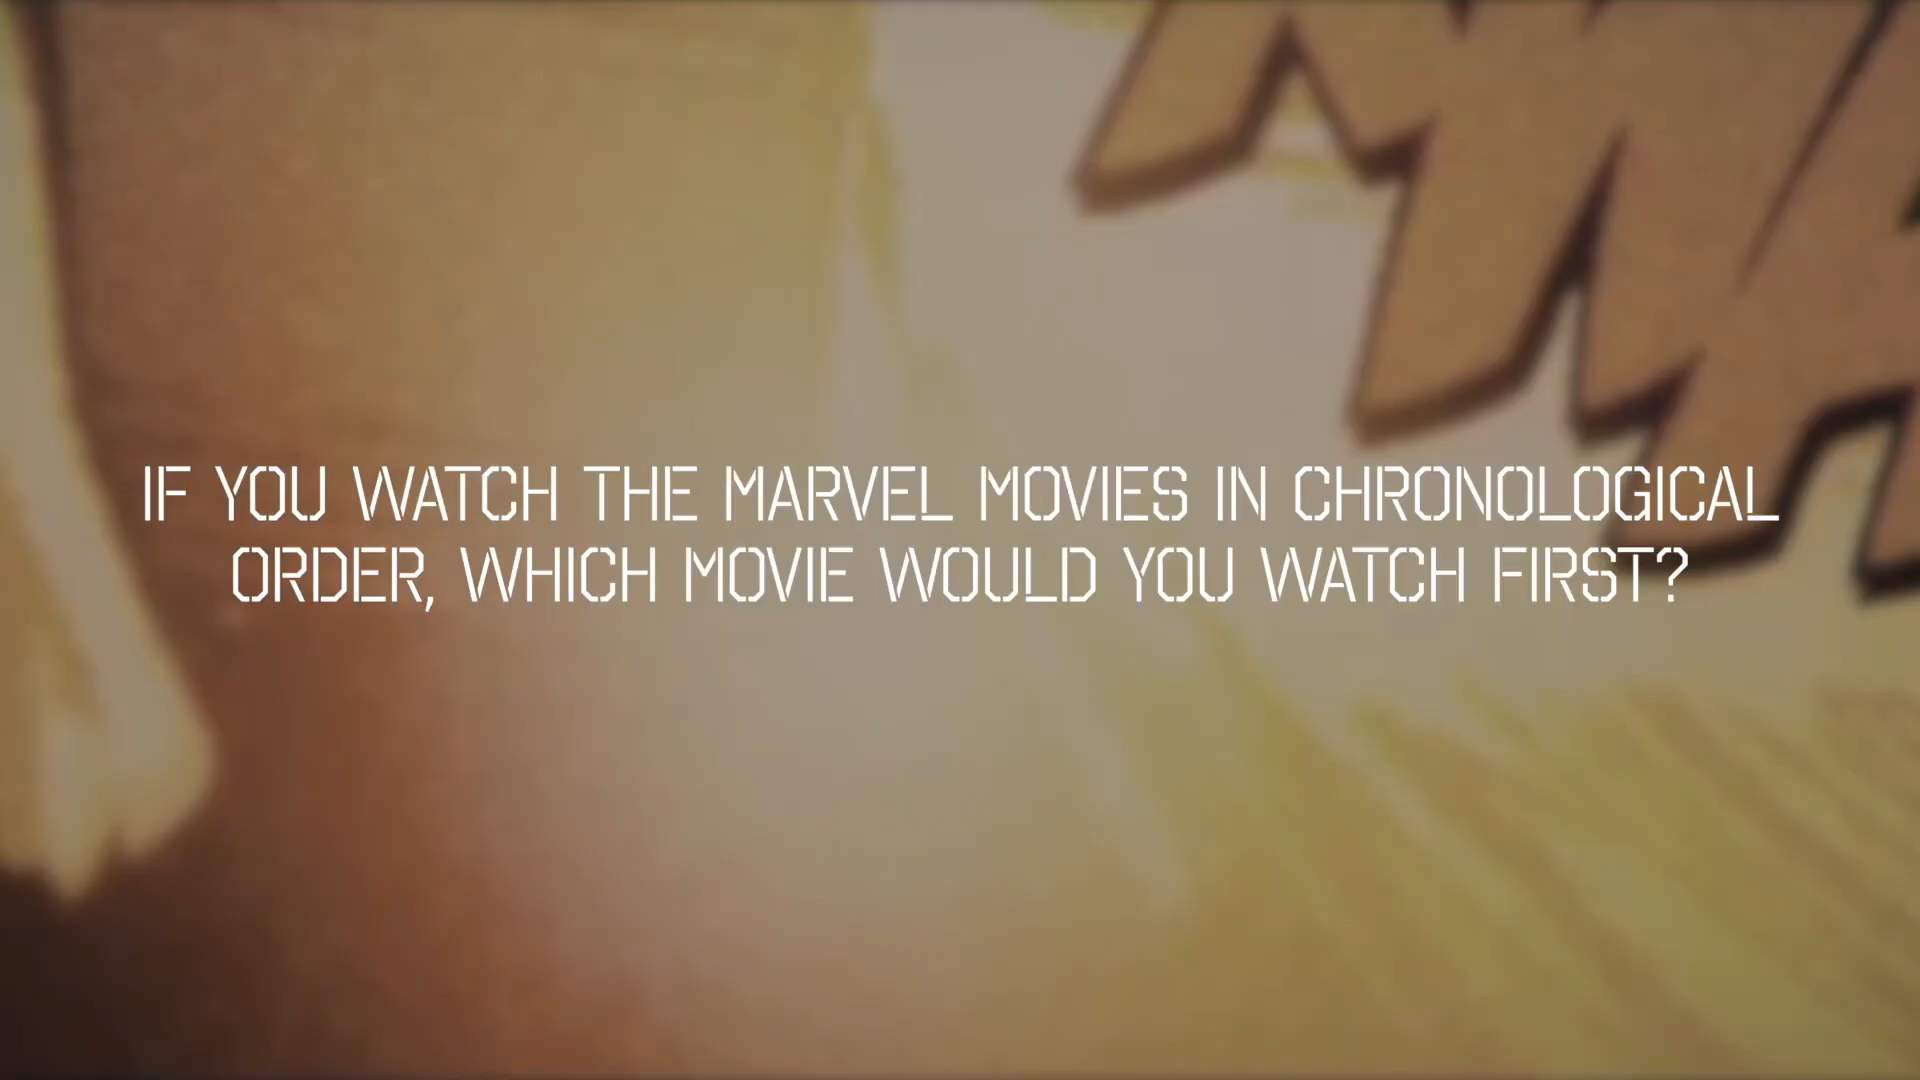 IF YOU WATCH THE MARVEL MOVIES IN CHRONOLOGICAL
ORDER, WHICH MOVIE WOULD YOU WATCH FIRST?